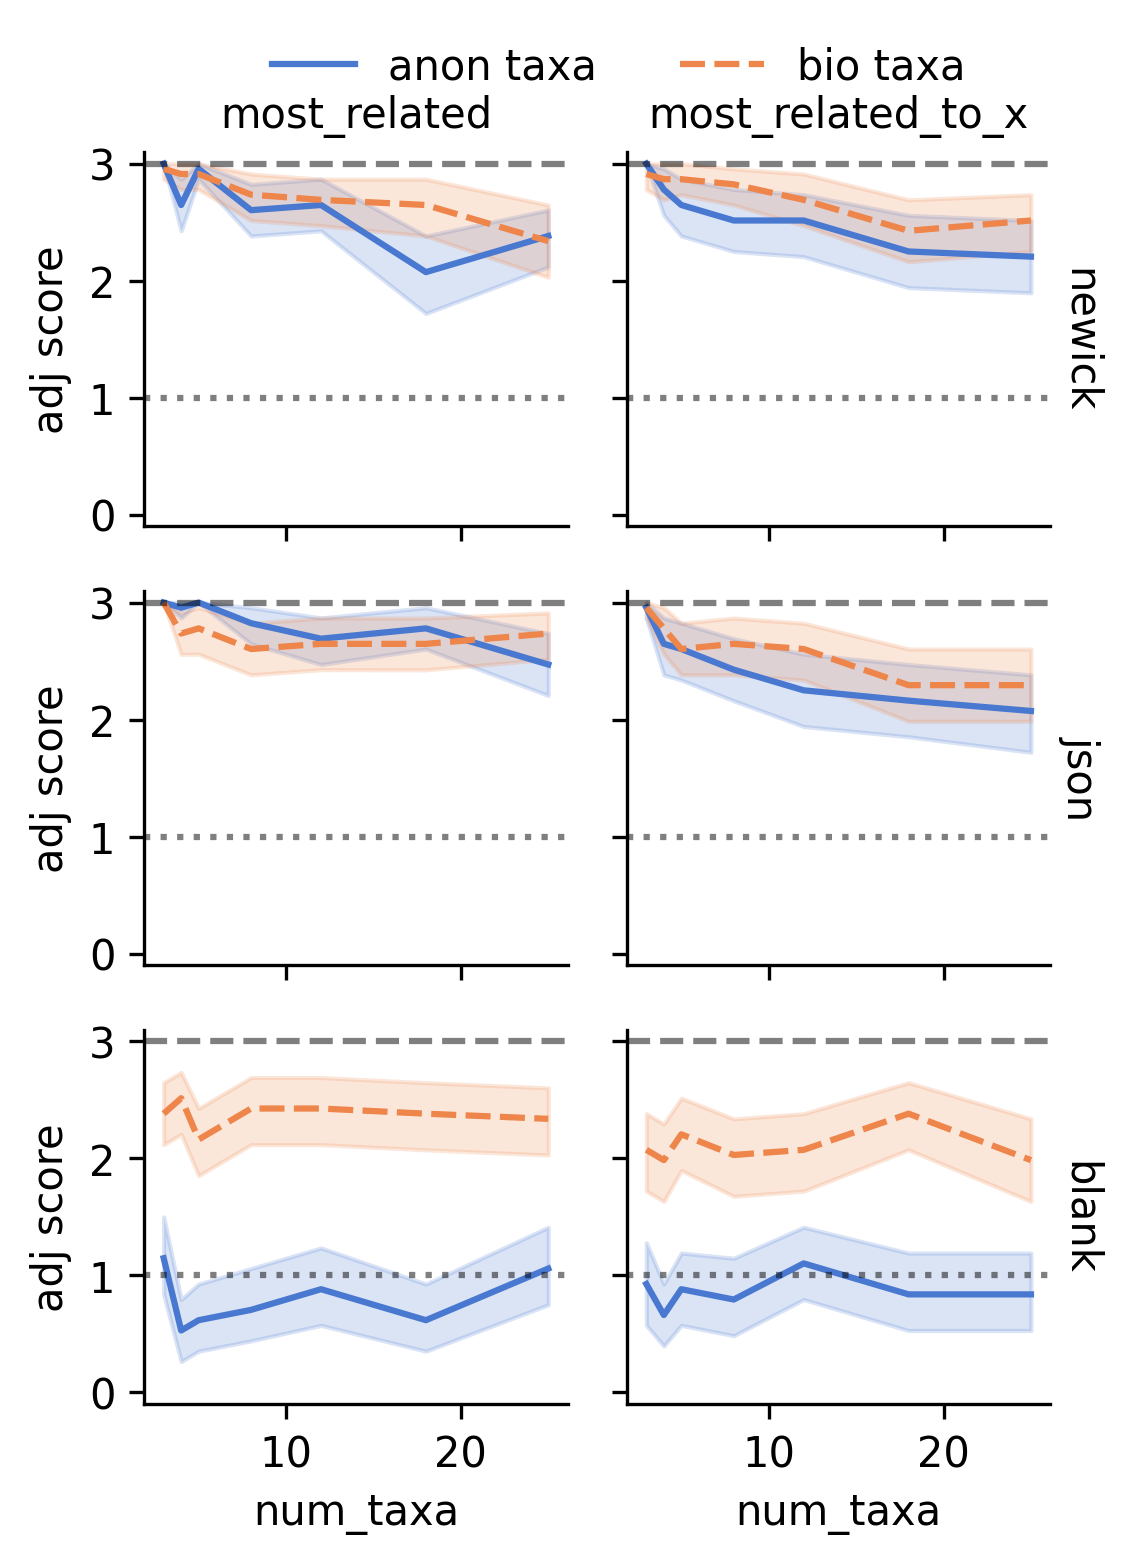 anon taxa bio taxa
most_related most_related_to_x
3
2
1
0
adj score
newick
3
2
1
0
adj score
json
3
2
1
0
adj score
blank
10 20 10 20
num_taxa num_taxa